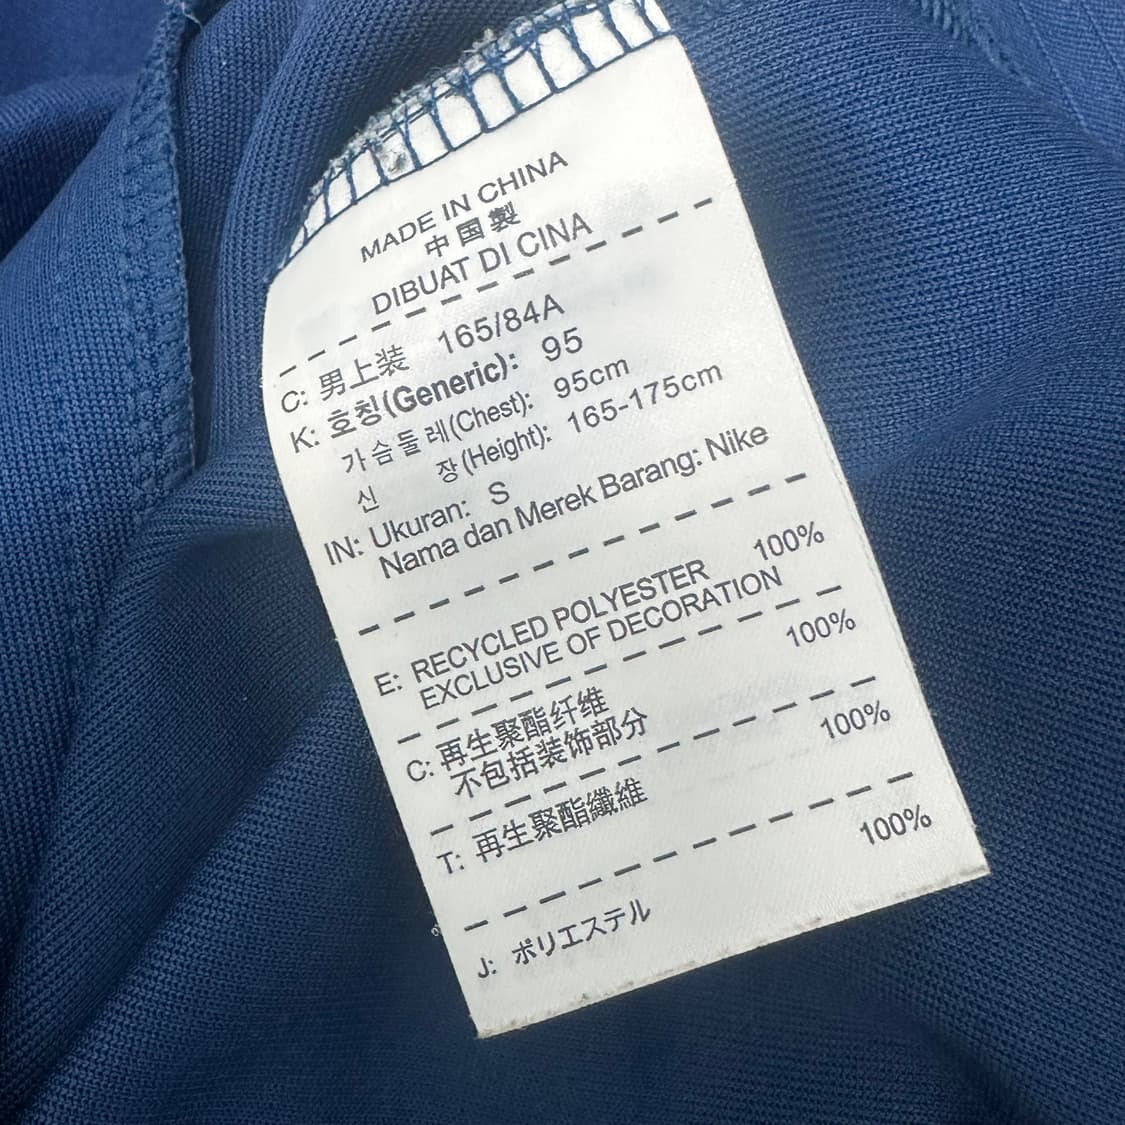 MADE IN CHINA
中国製
DIBUAT DI CINA
C: 男上装 165/84A
K: 호칭(Generic): 95
가슴둘레(Chest): 95cm
신 장(Height): 165-175cm
IN: Ukuran: S
Nama dan Merek Barang: Nike
E: RECYCLED POLYESTER 100%
EXCLUSIVE OF DECORATION
C: 再生聚酯纤维 100%
不包括装饰部分
T: 再生聚酯纖維 100%
J: ポリエステル 100%